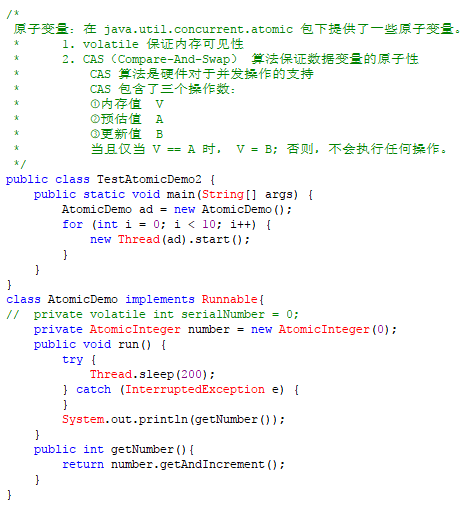 /*
 原子变量：在 java.util.concurrent.atomic 包下提供了一些原子变量。
 *      1. volatile 保证内存可见性
 *      2. CAS（Compare-And-Swap） 算法保证数据变量的原子性
 *          CAS 算法是硬件对于并发操作的支持
 *          CAS 包含了三个操作数：
 *          ①内存值  V
 *          ②预估值  A
 *          ③更新值  B
 *          当且仅当 V == A 时， V = B; 否则，不会执行任何操作。
 */
public class TestAtomicDemo2 {
    public static void main(String[] args) {
        AtomicDemo ad = new AtomicDemo();
        for (int i = 0; i < 10; i++) {
            new Thread(ad).start();
        }
    }
}
class AtomicDemo implements Runnable{
//  private volatile int serialNumber = 0;
    private AtomicInteger number = new AtomicInteger(0);
    public void run() {
        try {
            Thread.sleep(200);
        } catch (InterruptedException e) {
        }
        System.out.println(getNumber());
    }
    public int getNumber(){
        return number.getAndIncrement();
    }
}